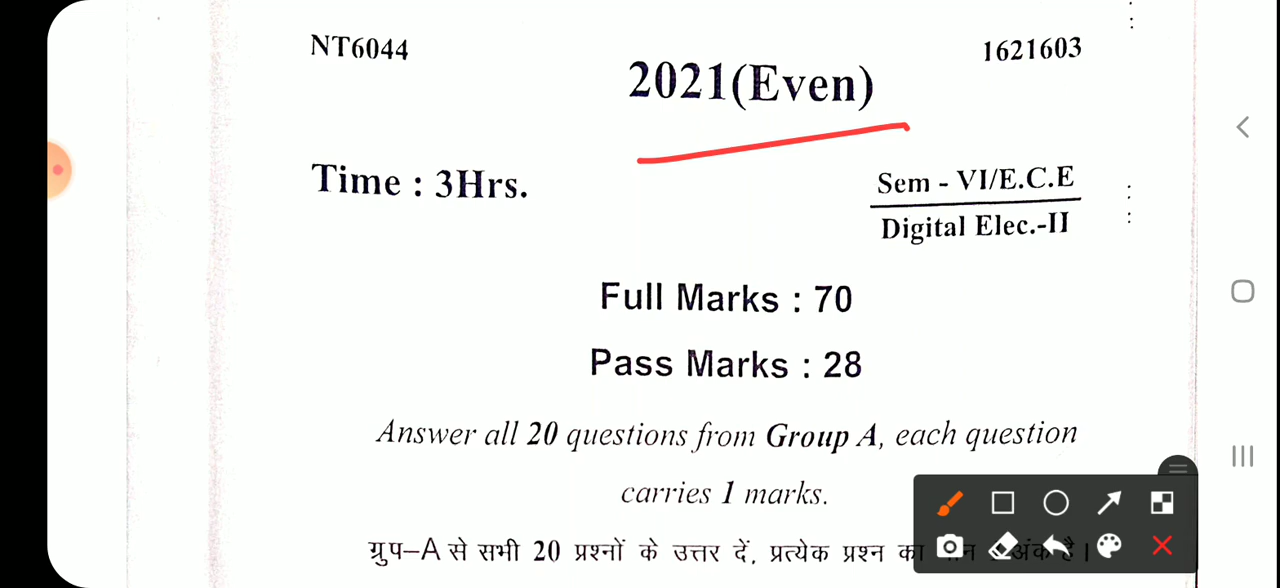 NT6044 1621603
2021(Even)
Time : 3Hrs.
Sem - VI/E.C.E
Digital Elec.-II
Full Marks : 70
Pass Marks : 28
Answer all 20 questions from Group A, each question
carries 1 marks.
ग्रुप–A से सभी 20 प्रश्नों के उत्तर दें, प्रत्येक प्रश्न का अंक है।